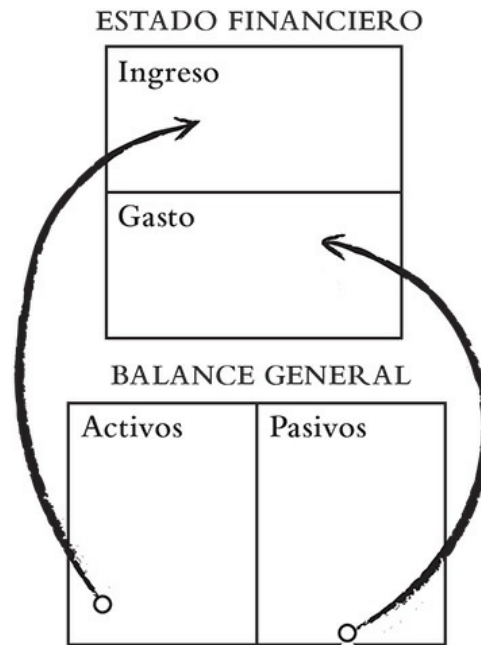 ESTADO FINANCIERO
Ingreso
Gasto
BALANCE GENERAL
Activos Pasivos